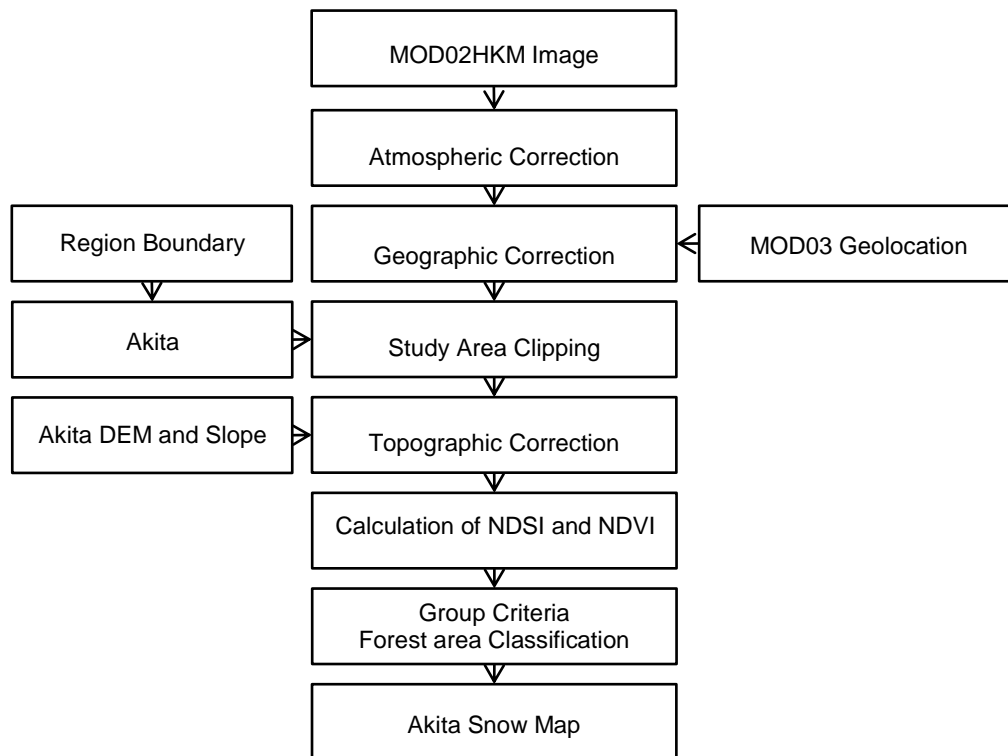 MOD02HKM Image
Atmospheric Correction
Region Boundary
Geographic Correction
MOD03 Geolocation
Akita
Study Area Clipping
Akita DEM and Slope
Topographic Correction
Calculation of NDSI and NDVI
Group Criteria
Forest area Classification
Akita Snow Map